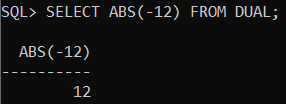 SQL> SELECT ABS(-12) FROM DUAL;
ABS(-12)
----------
12